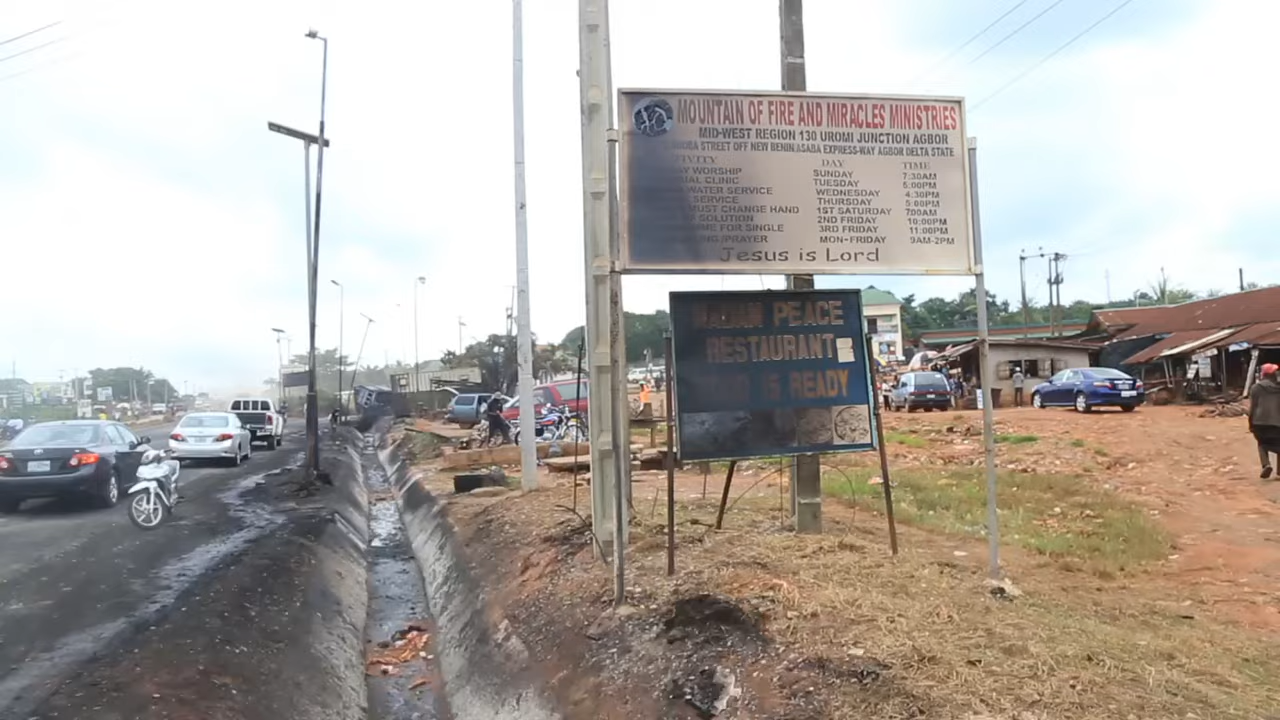 MOUNTAIN OF FIRE AND MIRACLES MINISTRIES
MID-WEST REGION 130 UROMI JUNCTION AGBOR
STREET OFF NEW BENIN ASABA EXPRESS-WAY AGBOR DELTA STATE
DAY TIME
WORSHIP SUNDAY 7:30AM
CLINIC TUESDAY 5:00PM
WATER SERVICE WEDNESDAY 4:30PM
SERVICE THURSDAY 5:00PM
MUST CHANGE HAND 1ST SATURDAY 700AM
SOLUTION 2ND FRIDAY 10:00PM
FOR SINGLE 3RD FRIDAY 11:00PM
/PRAYER MON-FRIDAY 9AM-2PM
Jesus is Lord
MADAM PEACE
RESTAURANT
IS READY